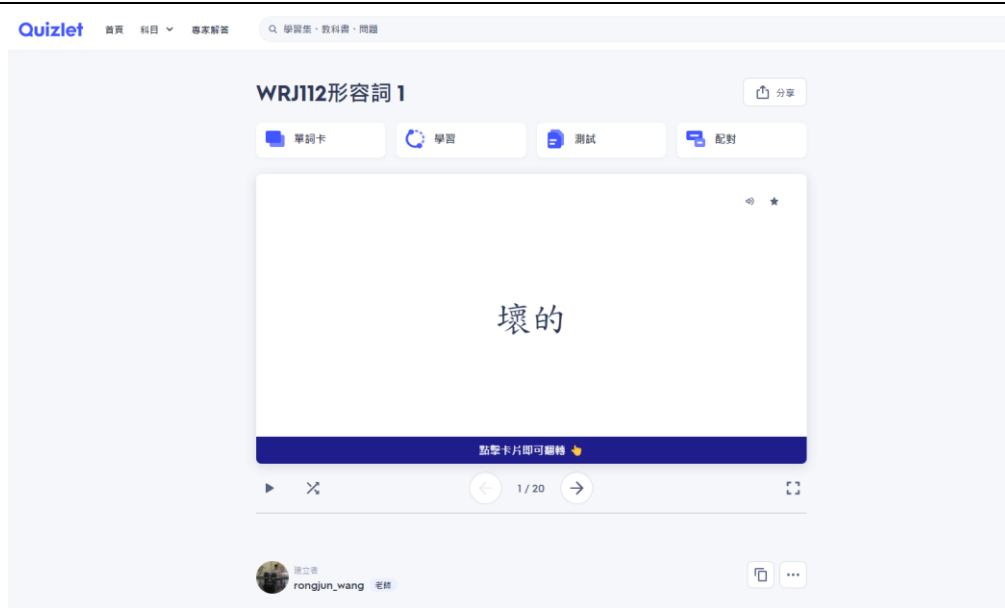 Quizlet 首頁 科目 專家解答 學習集、教科書、問題
WRJ112形容詞 1
分享
單詞卡 學習 測試 配對
壞的
點擊卡片即可翻轉 👆
1 / 20
建立者
rongjun_wang 老師